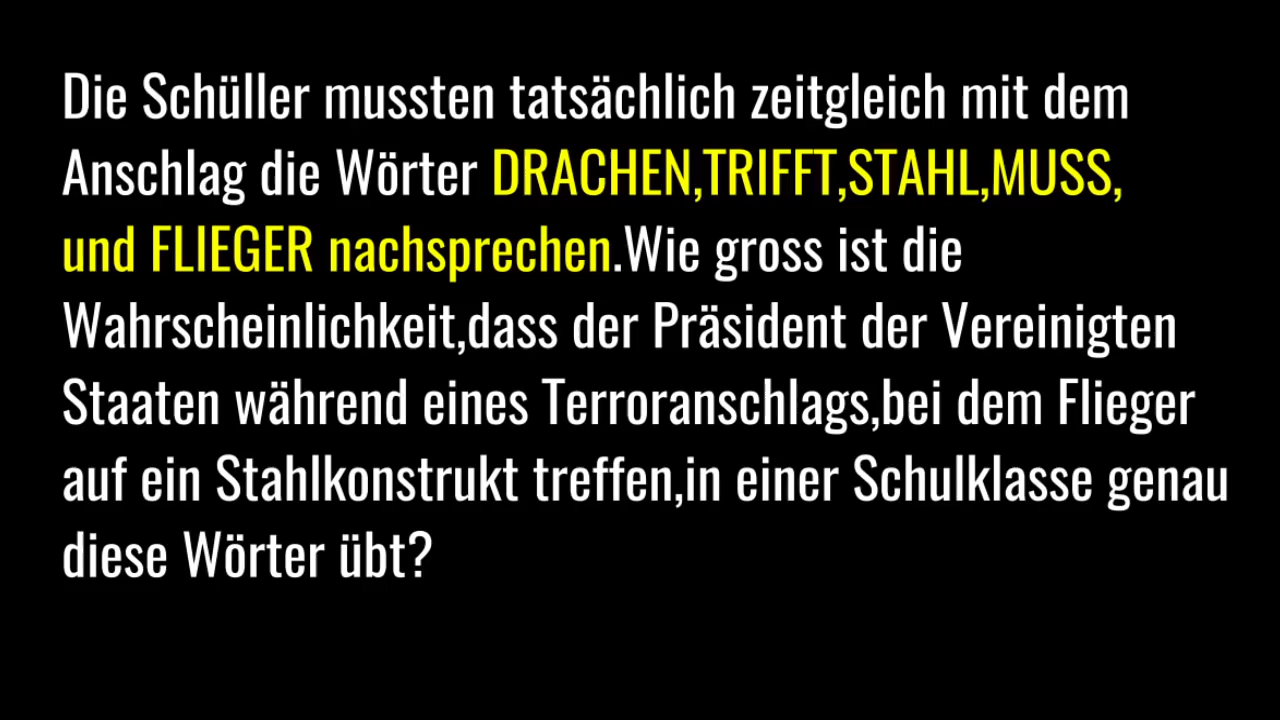 Die Schüller mussten tatsächlich zeitgleich mit dem
Anschlag die Wörter DRACHEN,TRIFFT,STAHL,MUSS,
und FLIEGER nachsprechen.Wie gross ist die
Wahrscheinlichkeit,dass der Präsident der Vereinigten
Staaten während eines Terroranschlags,bei dem Flieger
auf ein Stahlkonstrukt treffen,in einer Schulklasse genau
diese Wörter übt?